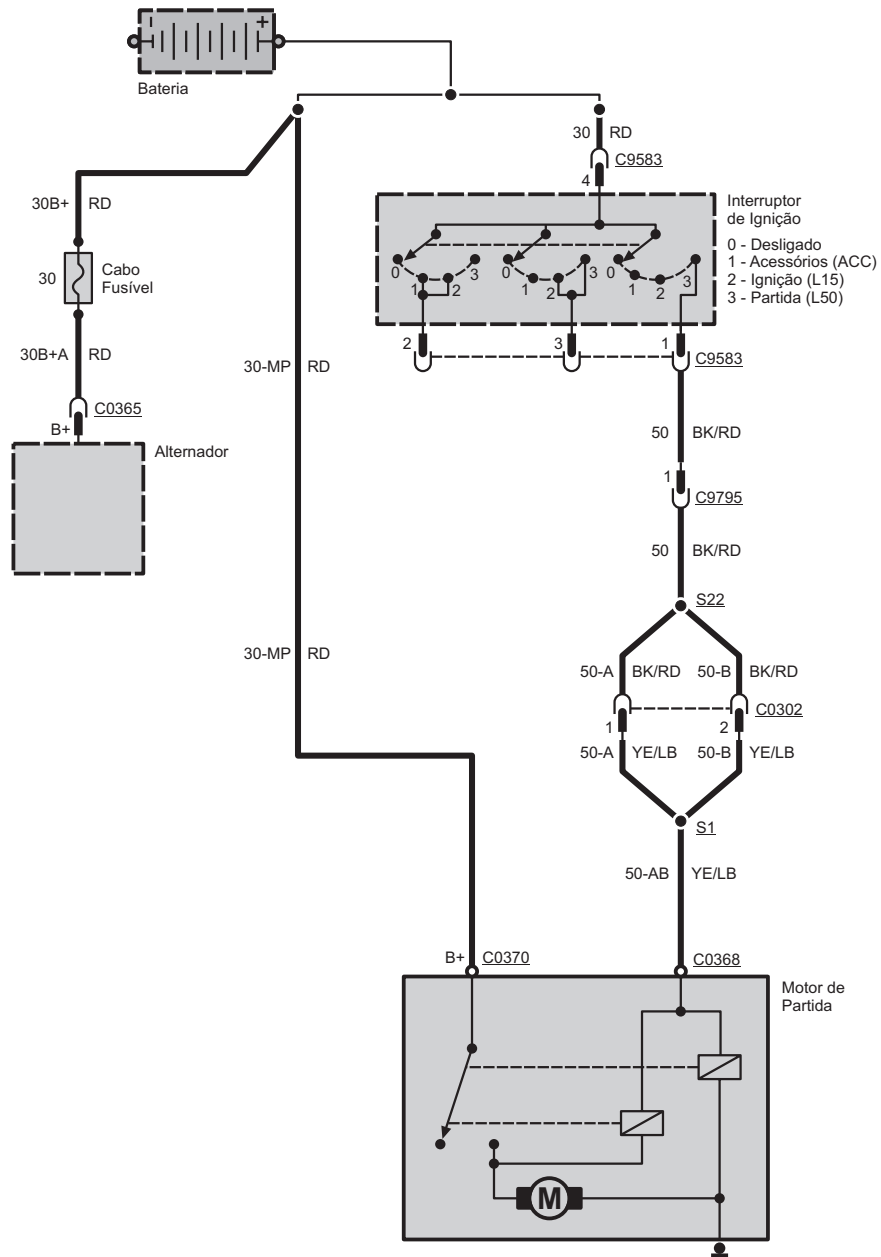 - +
Bateria
30 RD
C9583
4
Interruptor
de Ignição
0 - Desligado
1 - Acessórios (ACC)
2 - Ignição (L15)
3 - Partida (L50)
0 1 2 3
0 1 2 3
0 1 2 3
2 3 1
C9583
30B+ RD
30
Cabo
Fusível
30B+A RD
C0365
B+
Alternador
30-MP RD
50 BK/RD
1
C9795
50 BK/RD
S22
30-MP RD
50-A BK/RD 50-B BK/RD
C0302
1 2
50-A YE/LB 50-B YE/LB
S1
50-AB YE/LB
B+ C0370
C0368
Motor de
Partida
M